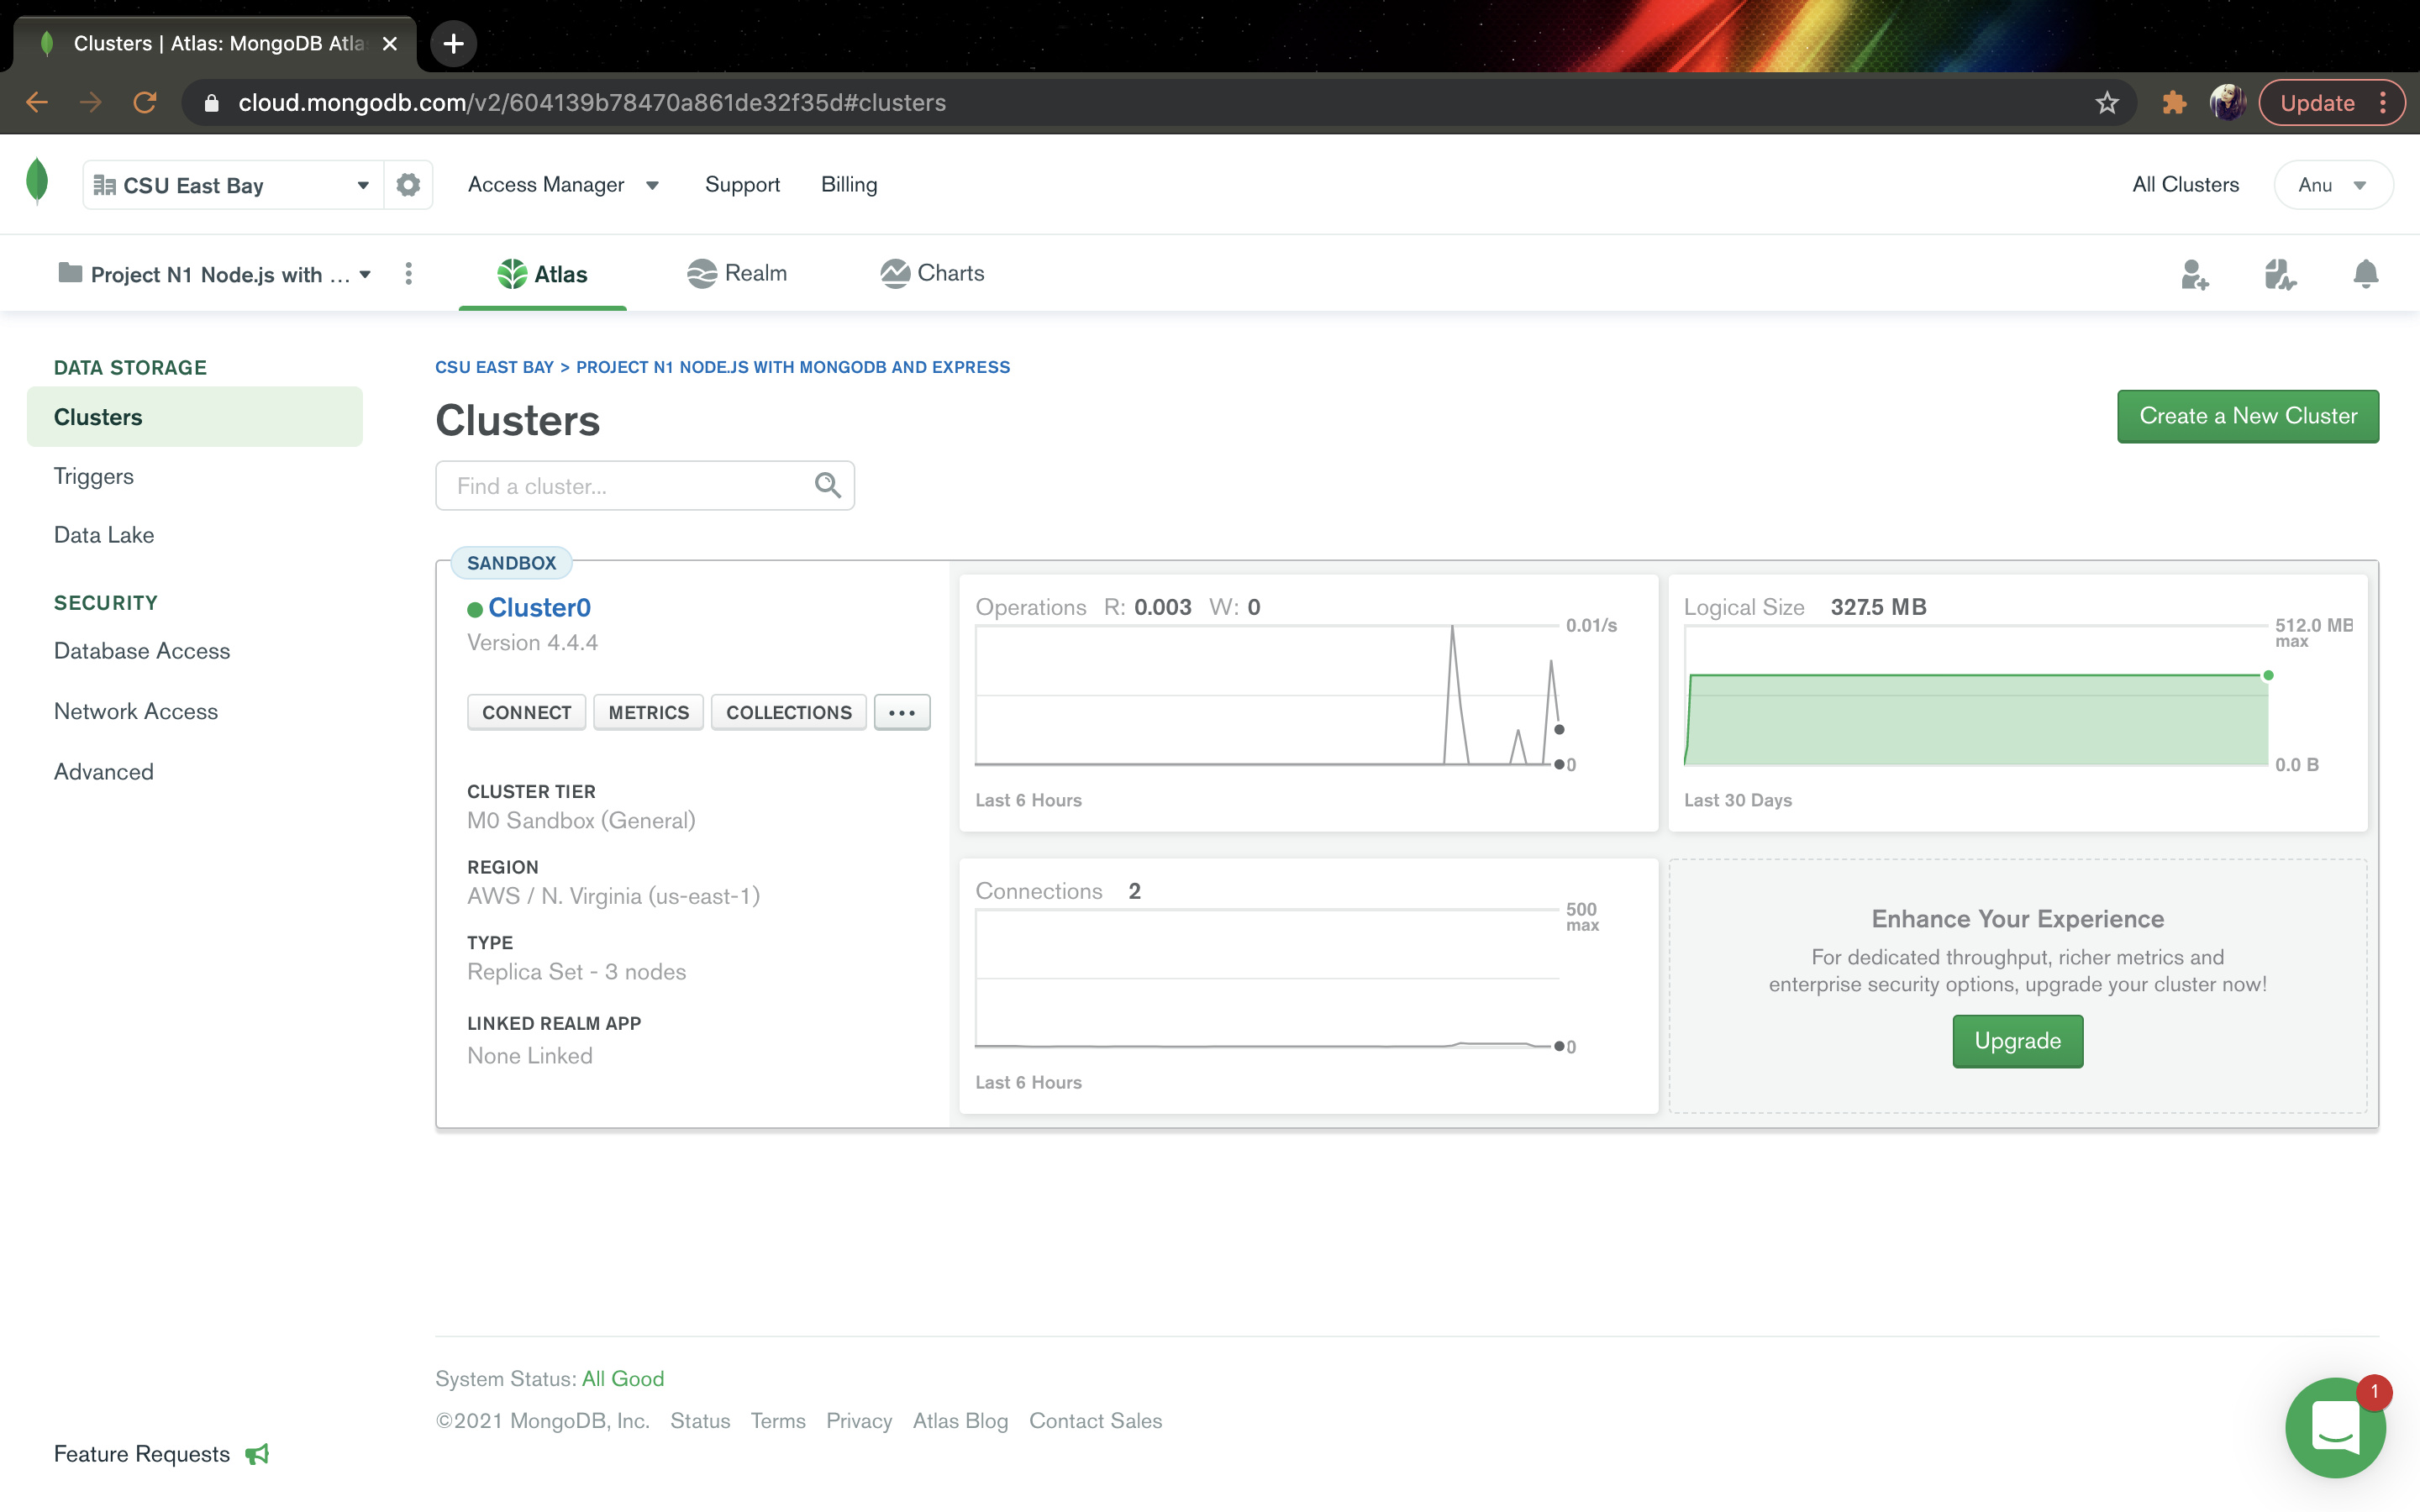 Clusters | Atlas: MongoDB Atla
cloud.mongodb.com/v2/604139b78470a861de32f35d#clusters
Update
CSU East Bay
Access Manager
Support
Billing
All Clusters
Anu
Project N1 Node.js with ...
Atlas
Realm
Charts
DATA STORAGE
Clusters
Triggers
Data Lake
SECURITY
Database Access
Network Access
Advanced
Feature Requests
CSU EAST BAY > PROJECT N1 NODE.JS WITH MONGODB AND EXPRESS
Clusters
Create a New Cluster
Find a cluster...
SANDBOX
Cluster0
Version 4.4.4
CONNECT
METRICS
COLLECTIONS
...
CLUSTER TIER
M0 Sandbox (General)
REGION
AWS / N. Virginia (us-east-1)
TYPE
Replica Set - 3 nodes
LINKED REALM APP
None Linked
Operations R: 0.003 W: 0
0.01/s
0
Last 6 Hours
Logical Size 327.5 MB
512.0 MB
max
0.0 B
Last 30 Days
Connections 2
500
max
0
Last 6 Hours
Enhance Your Experience
For dedicated throughput, richer metrics and
enterprise security options, upgrade your cluster now!
Upgrade
System Status: All Good
©2021 MongoDB, Inc. Status Terms Privacy Atlas Blog Contact Sales
1